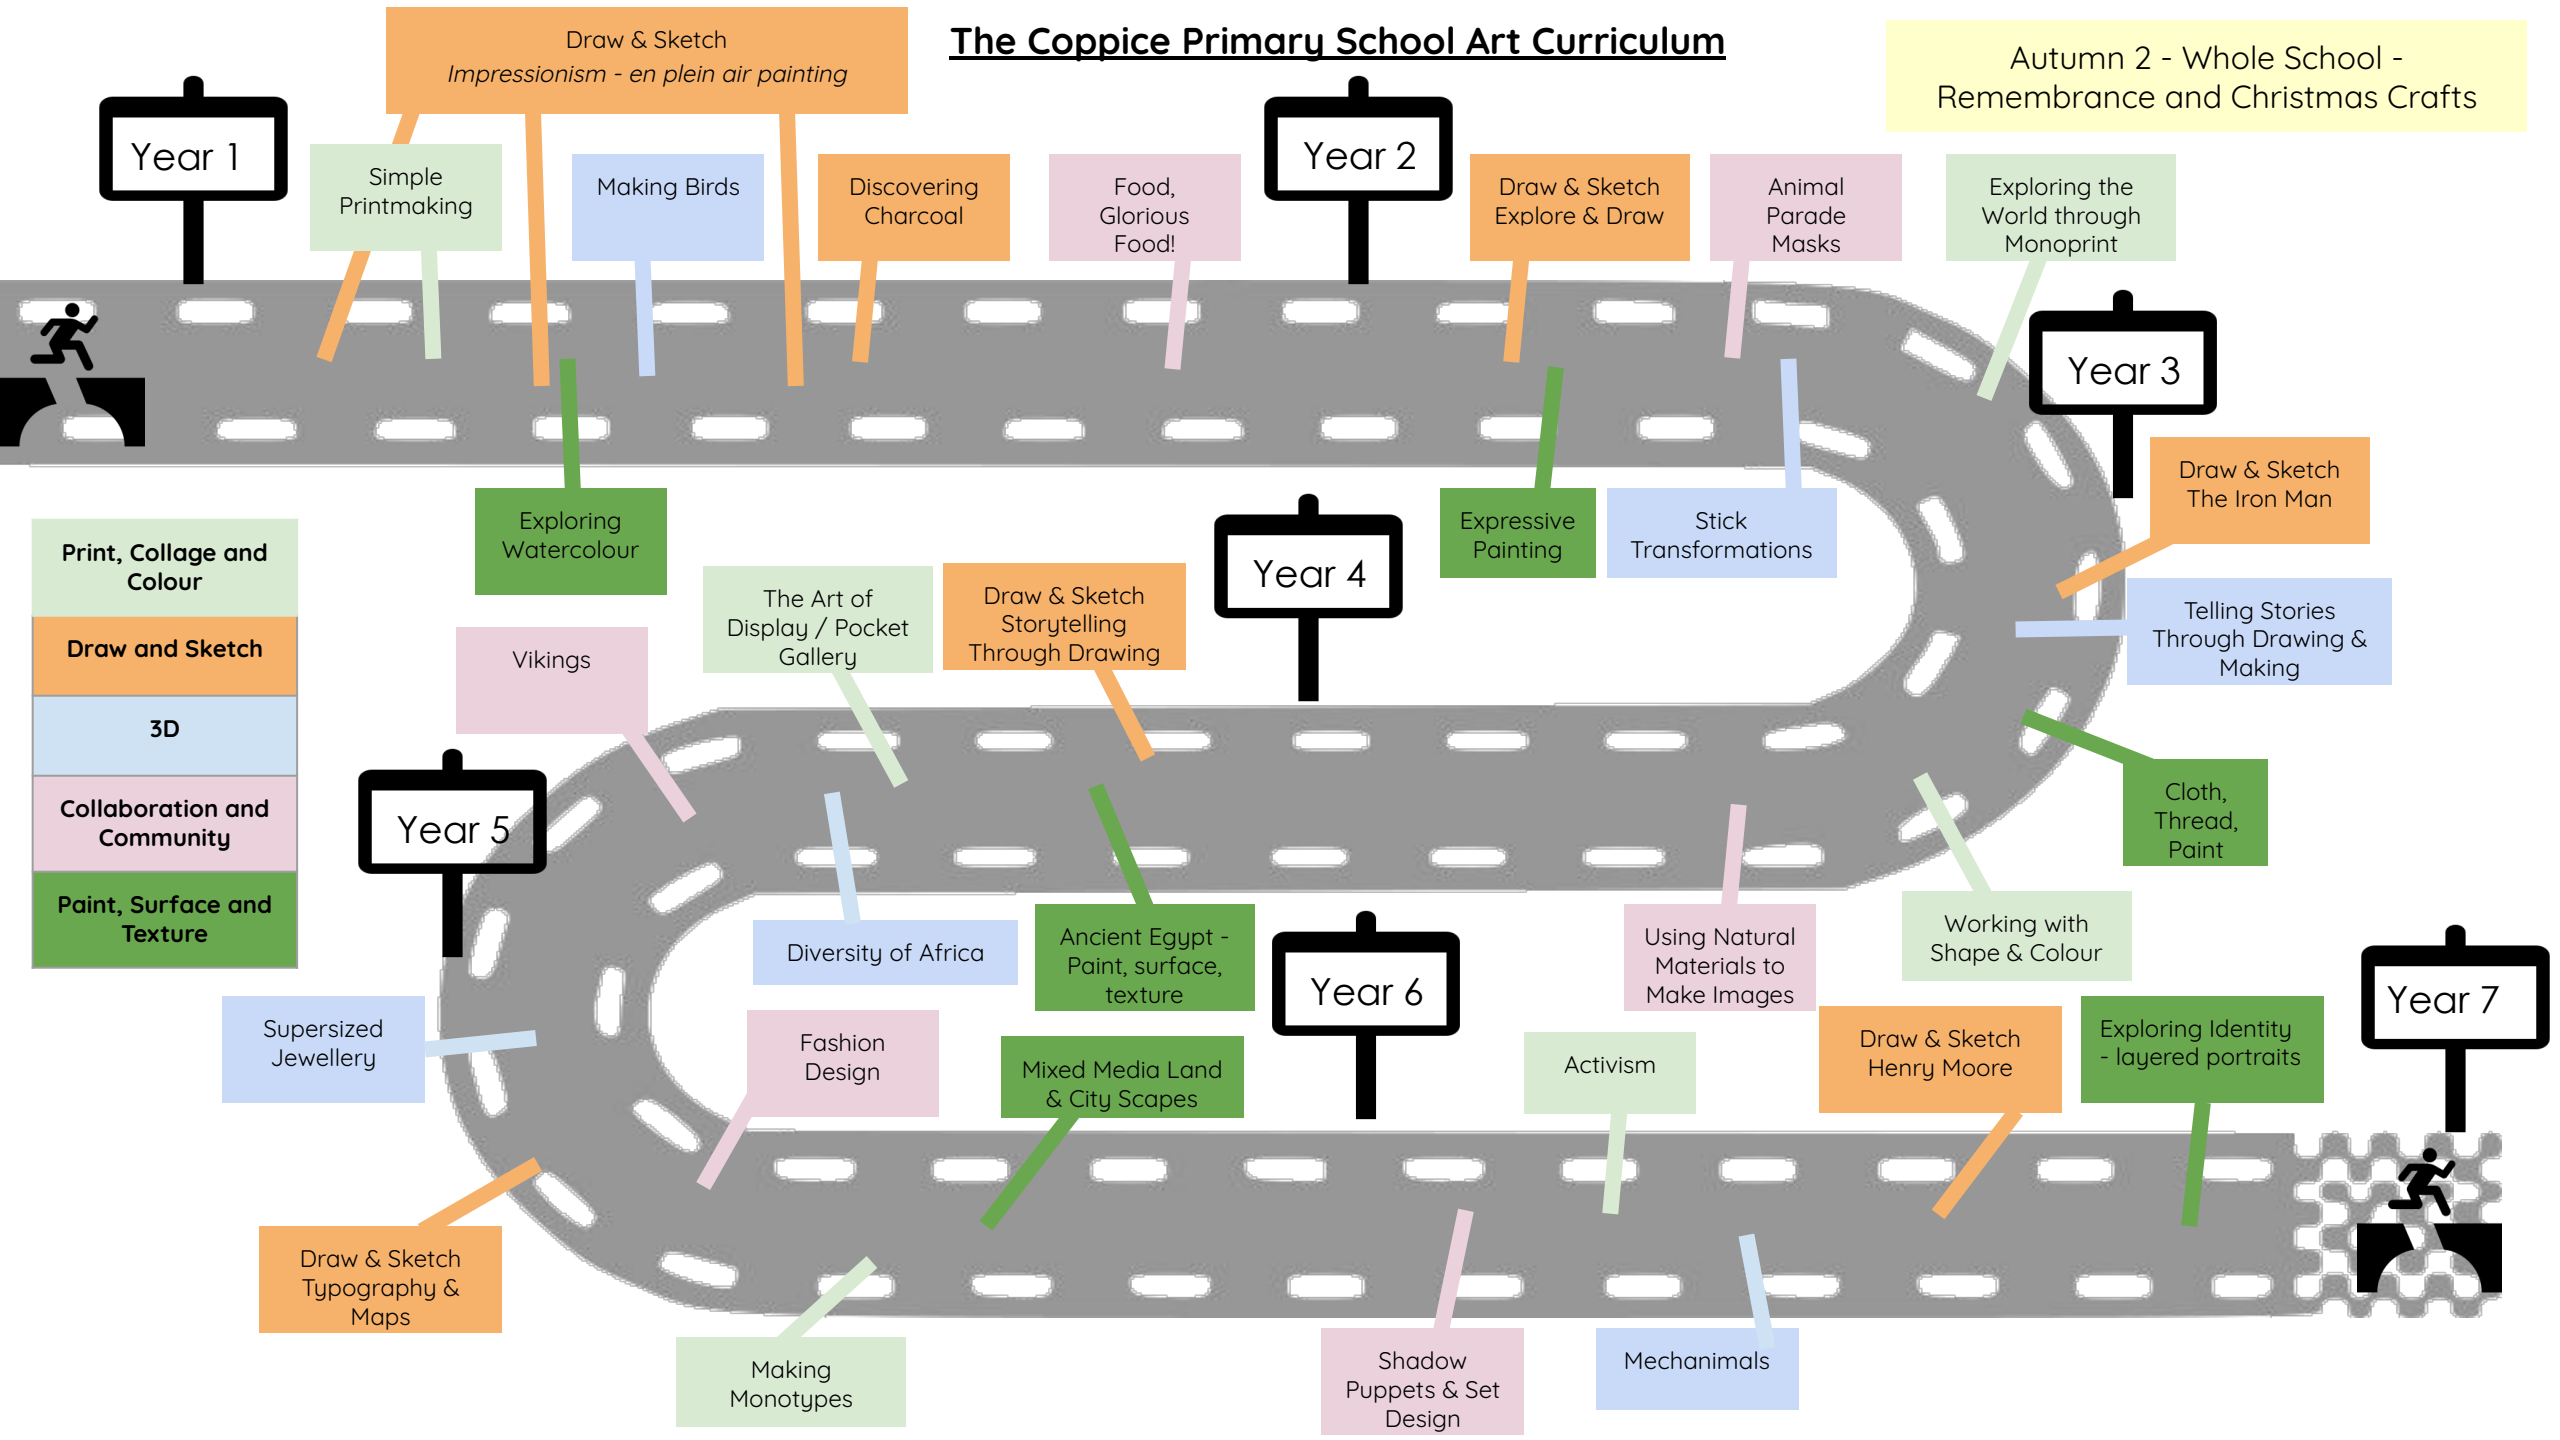 The Coppice Primary School Art Curriculum
Autumn 2 - Whole School -
Remembrance and Christmas Crafts
Draw & Sketch
Impressionism - en plein air painting
Year 1
Simple
Printmaking
Making Birds
Discovering
Charcoal
Food,
Glorious
Food!
Year 2
Draw & Sketch
Explore & Draw
Animal
Parade
Masks
Exploring the
World through
Monoprint
Year 3
Exploring
Watercolour
Expressive
Painting
Stick
Transformations
Draw & Sketch
The Iron Man
Telling Stories
Through Drawing &
Making
Cloth,
Thread,
Paint
Print, Collage and
Colour
Draw and Sketch
3D
Collaboration and
Community
Paint, Surface and
Texture
Vikings
The Art of
Display / Pocket
Gallery
Draw & Sketch
Storytelling
Through Drawing
Year 4
Year 5
Diversity of Africa
Ancient Egypt -
Paint, surface,
texture
Using Natural
Materials to
Make Images
Working with
Shape & Colour
Supersized
Jewellery
Fashion
Design
Mixed Media Land
& City Scapes
Year 6
Activism
Draw & Sketch
Henry Moore
Exploring Identity
- layered portraits
Year 7
Draw & Sketch
Typography &
Maps
Making
Monotypes
Shadow
Puppets & Set
Design
Mechanimals